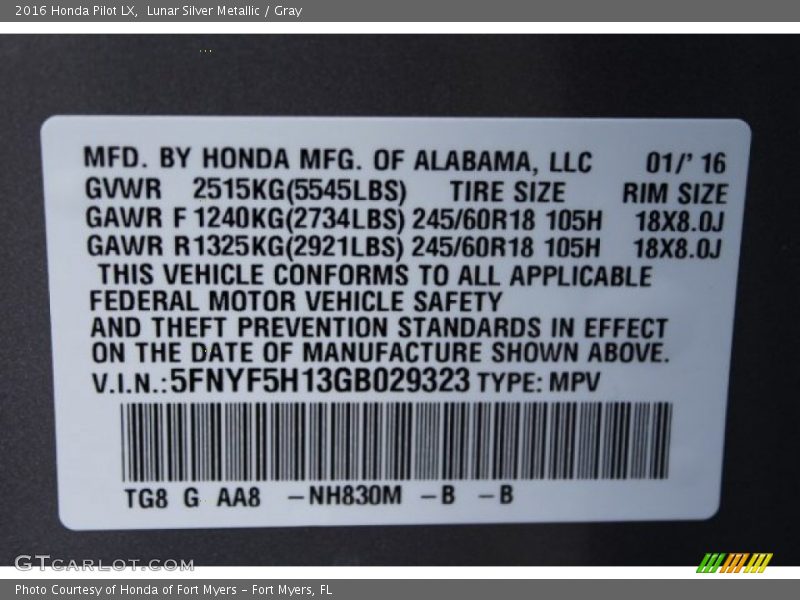 2016 Honda Pilot LX, Lunar Silver Metallic / Gray
MFD. BY HONDA MFG. OF ALABAMA, LLC 01/' 16
GVWR 2515KG(5545LBS) TIRE SIZE RIM SIZE
GAWR F 1240KG(2734LBS) 245/60R18 105H 18X8.0J
GAWR R1325KG(2921LBS) 245/60R18 105H 18X8.0J
THIS VEHICLE CONFORMS TO ALL APPLICABLE
FEDERAL MOTOR VEHICLE SAFETY
AND THEFT PREVENTION STANDARDS IN EFFECT
ON THE DATE OF MANUFACTURE SHOWN ABOVE.
V.I.N.:5FNYF5H13GB029323 TYPE: MPV
TG8 G AA8 –NH830M –B –B
GTCARLOT.COM
Photo Courtesy of Honda of Fort Myers – Fort Myers, FL